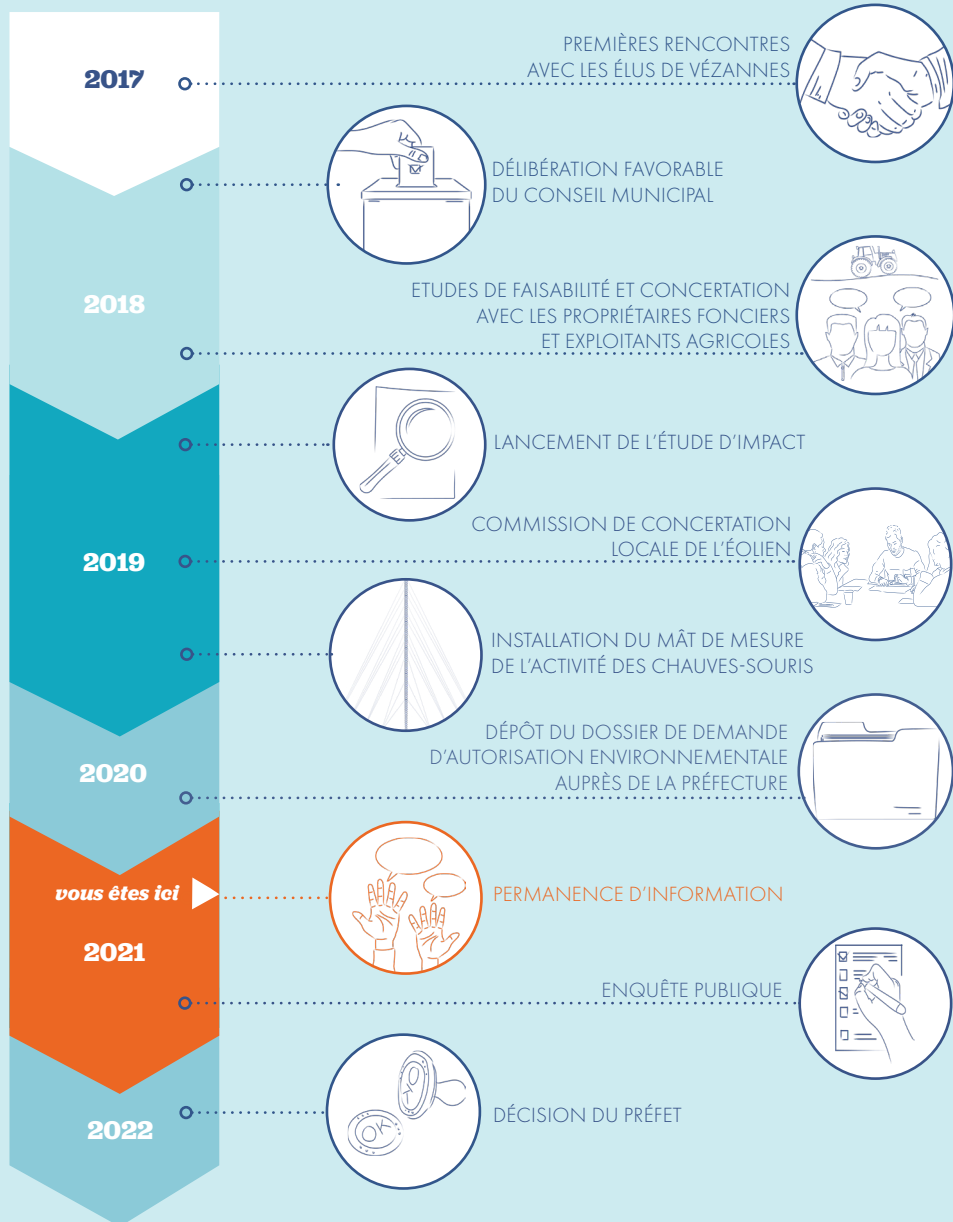 2017
PREMIÈRES RENCONTRES
AVEC LES ÉLUS DE VÉZANNES
DÉLIBÉRATION FAVORABLE
DU CONSEIL MUNICIPAL
2018
ETUDES DE FAISABILITÉ ET CONCERTATION
AVEC LES PROPRIÉTAIRES FONCIERS
ET EXPLOITANTS AGRICOLES
LANCEMENT DE L'ÉTUDE D'IMPACT
2019
COMMISSION DE CONCERTATION
LOCALE DE L'ÉOLIEN
INSTALLATION DU MÂT DE MESURE
DE L'ACTIVITÉ DES CHAUVES-SOURIS
2020
DÉPÔT DU DOSSIER DE DEMANDE
D'AUTORISATION ENVIRONNEMENTALE
AUPRÈS DE LA PRÉFECTURE
vous êtes ici
PERMANENCE D'INFORMATION
2021
ENQUÊTE PUBLIQUE
2022
OK
OK
DÉCISION DU PRÉFET